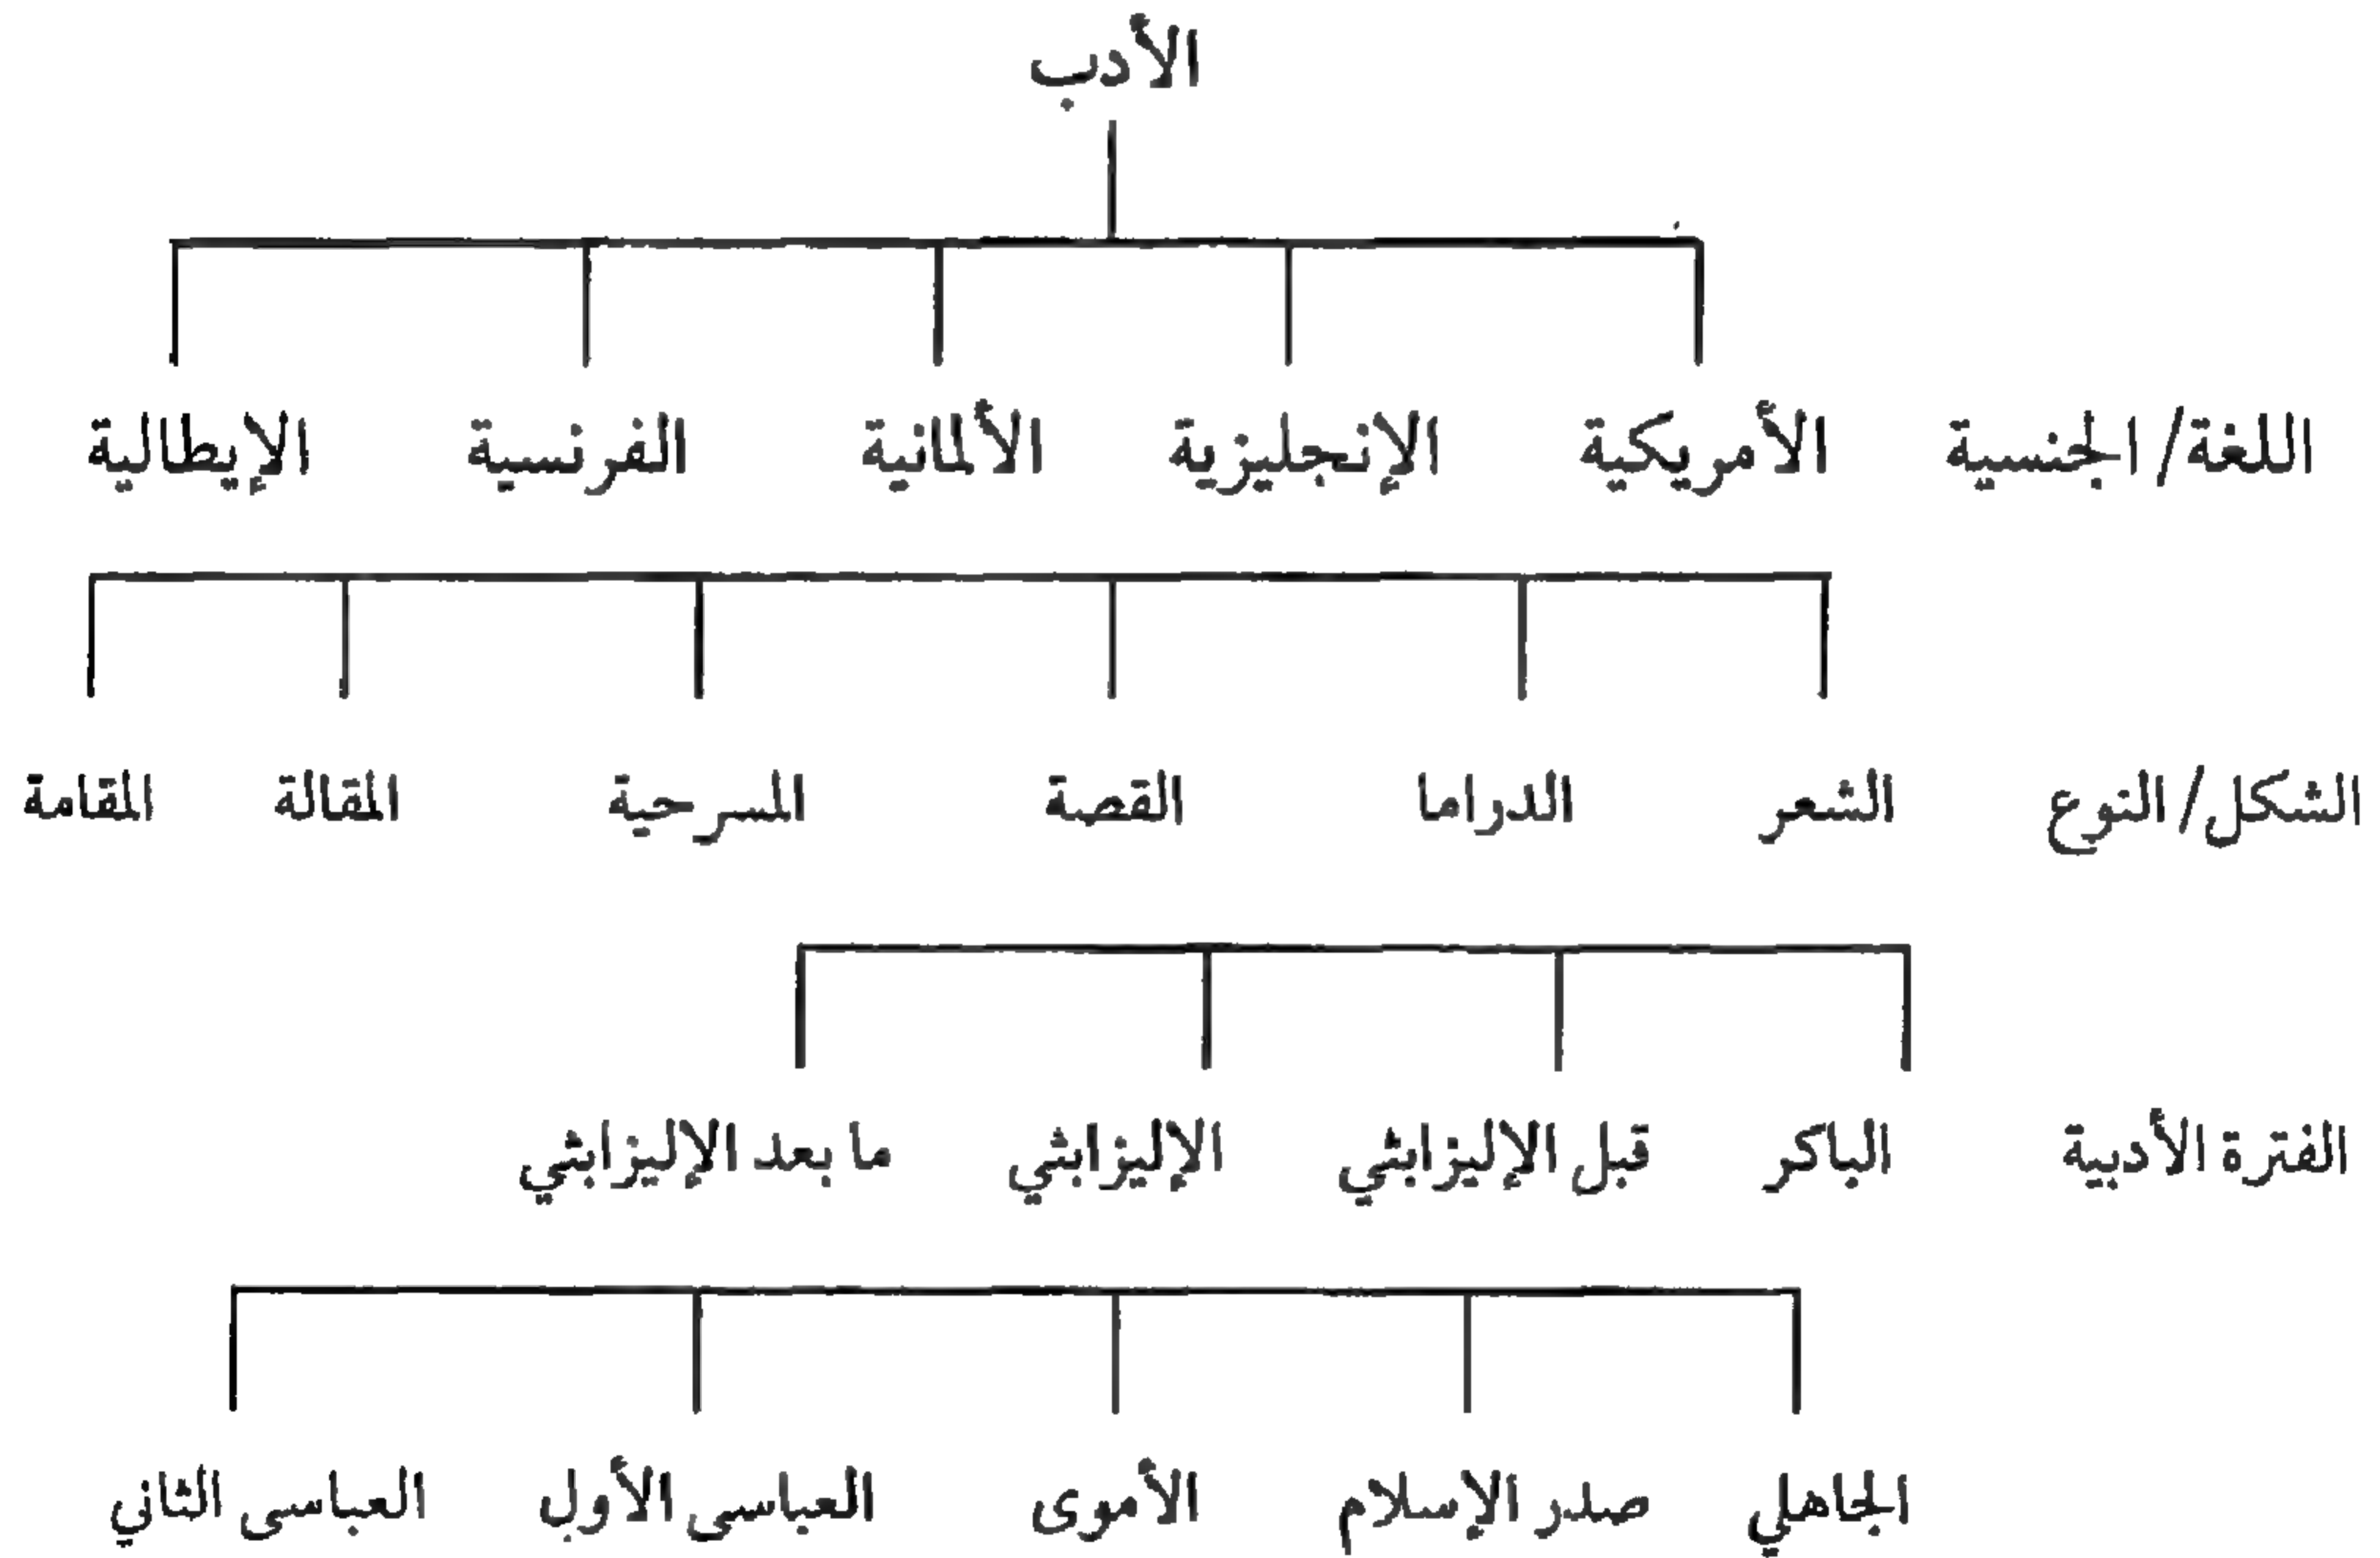 الأدب
اللغة/الجنسية الأمريكية الإنجليزية الألمانية الفرنسية الإيطالية
الشكل/النوع الشعر الدراما القصة المسرحية المقالة المقامة
الفترة الأدبية الباكر قبل الإليزابثي الإليزابثي ما بعد الإليزابثي
الجاهلي صدر الإسلام الأموى العباسى الأول العباسى الثاني